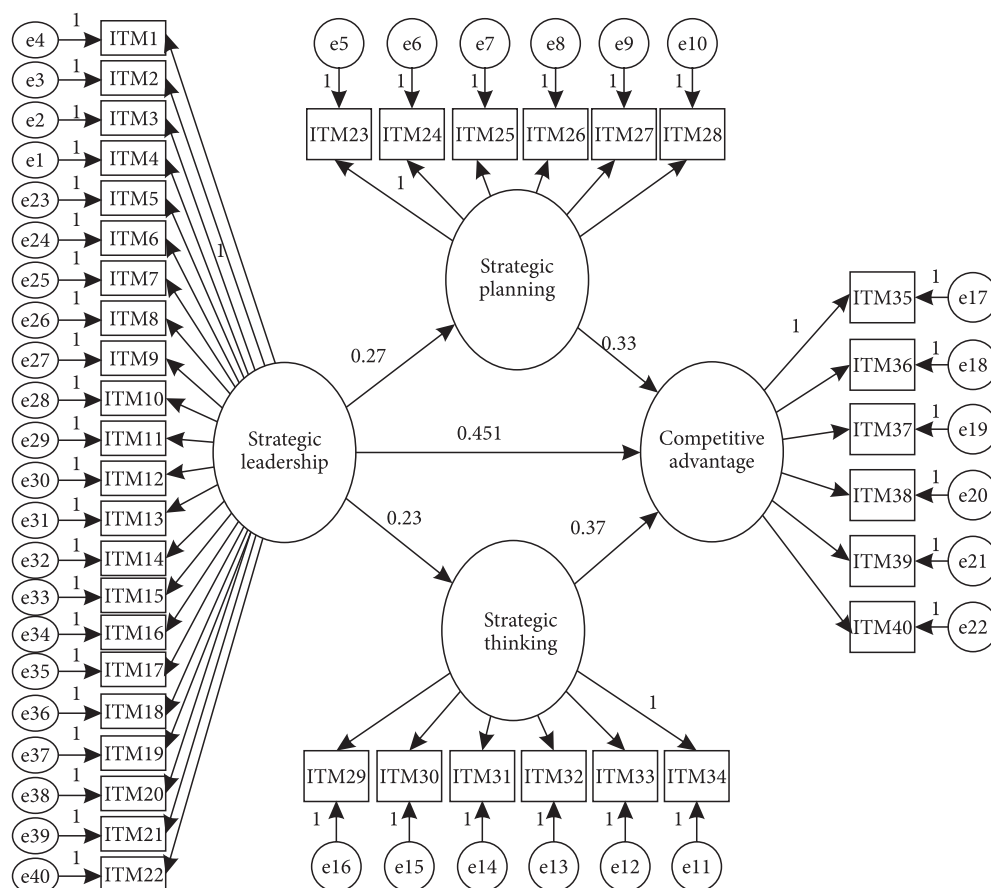 e4 1 ITM1
e3 1 ITM2
e2 1 ITM3
e1 1 ITM4
e23 1 ITM5
e24 1 ITM6
e25 1 ITM7
e26 1 ITM8
e27 1 ITM9
e28 1 ITM10
e29 1 ITM11
e30 1 ITM12
e31 1 ITM13
e32 1 ITM14
e33 1 ITM15
e34 1 ITM16
e35 1 ITM17
e36 1 ITM18
e37 1 ITM19
e38 1 ITM20
e39 1 ITM21
e40 1 ITM22
1
Strategic
leadership
e5 e6 e7 e8 e9 e10
1 1 1 1 1 1
ITM23 ITM24 ITM25 ITM26 ITM27 ITM28
1
Strategic
planning
0.27
0.33
0.451
0.23
0.37
Competitive
advantage
Strategic
thinking
1
ITM29 ITM30 ITM31 ITM32 ITM33 ITM34
1 1 1 1 1 1
e16 e15 e14 e13 e12 e11
1
ITM35 1 e17
ITM36 1 e18
ITM37 1 e19
ITM38 1 e20
ITM39 1 e21
ITM40 1 e22